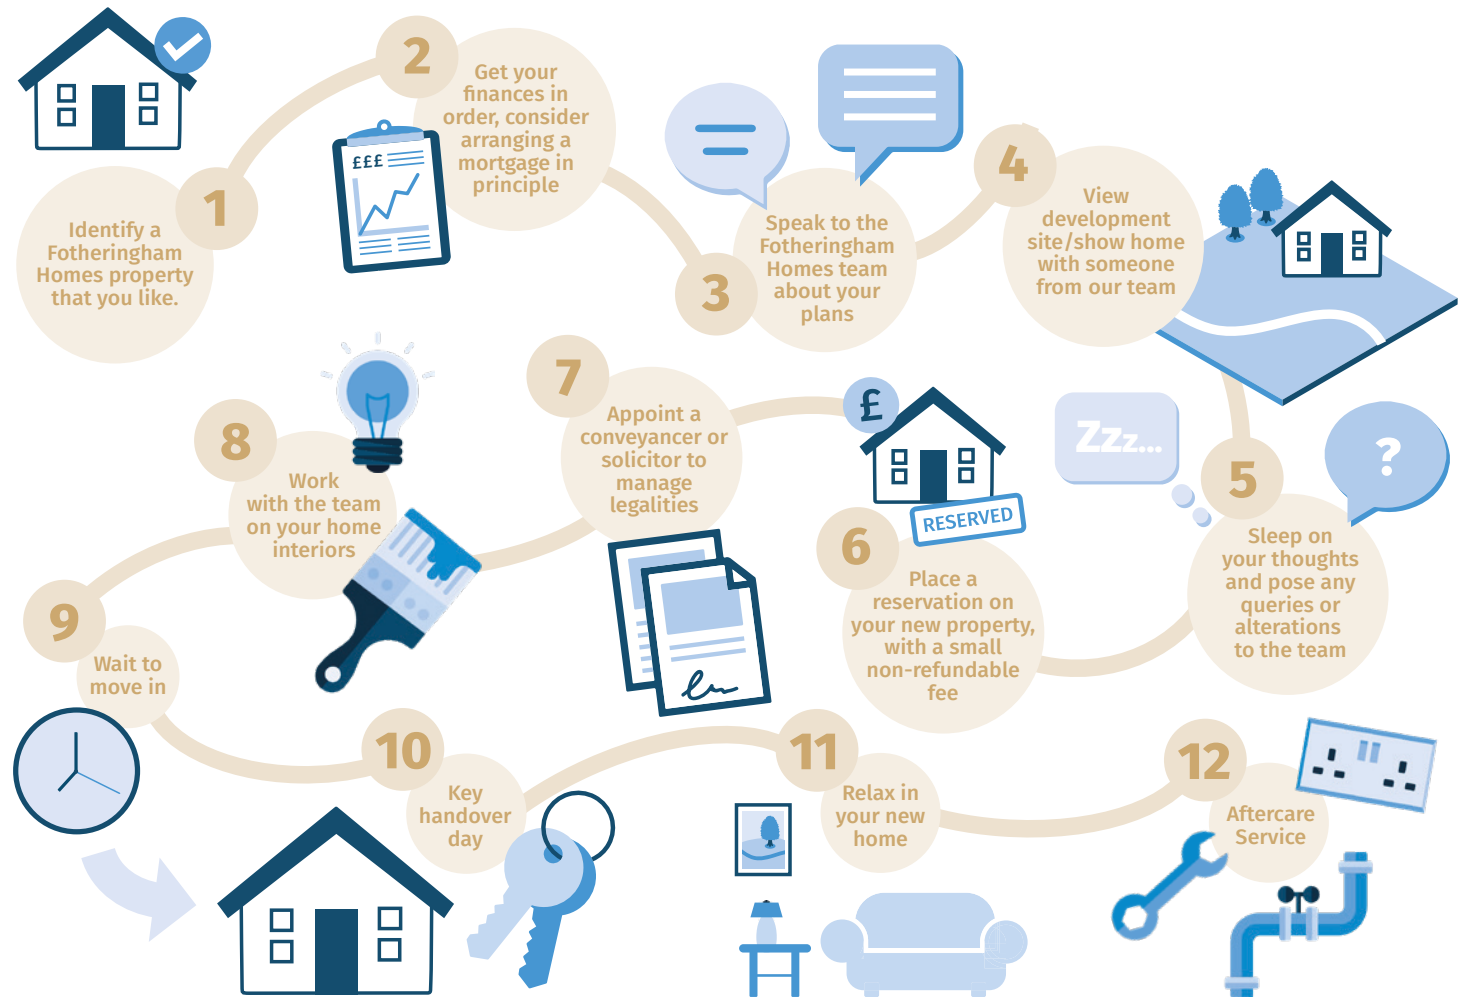 1
Identify a
Fotheringham
Homes property
that you like.
2
Get your
finances in
order, consider
arranging a
mortgage in
principle
£££
3
Speak to the
Fotheringham
Homes team
about your
plans
4
View
development
site/show home
with someone
from our team
5
Sleep on
your thoughts
and pose any
queries or
alterations
to the team
Zzz...
?
6
Place a
reservation on
your new property,
with a small
non-refundable
fee
£
RESERVED
7
Appoint a
conveyancer or
solicitor to
manage
legalities
8
Work
with the team
on your home
interiors
9
Wait to
move in
10
Key
handover
day
11
Relax in
your new
home
12
Aftercare
Service